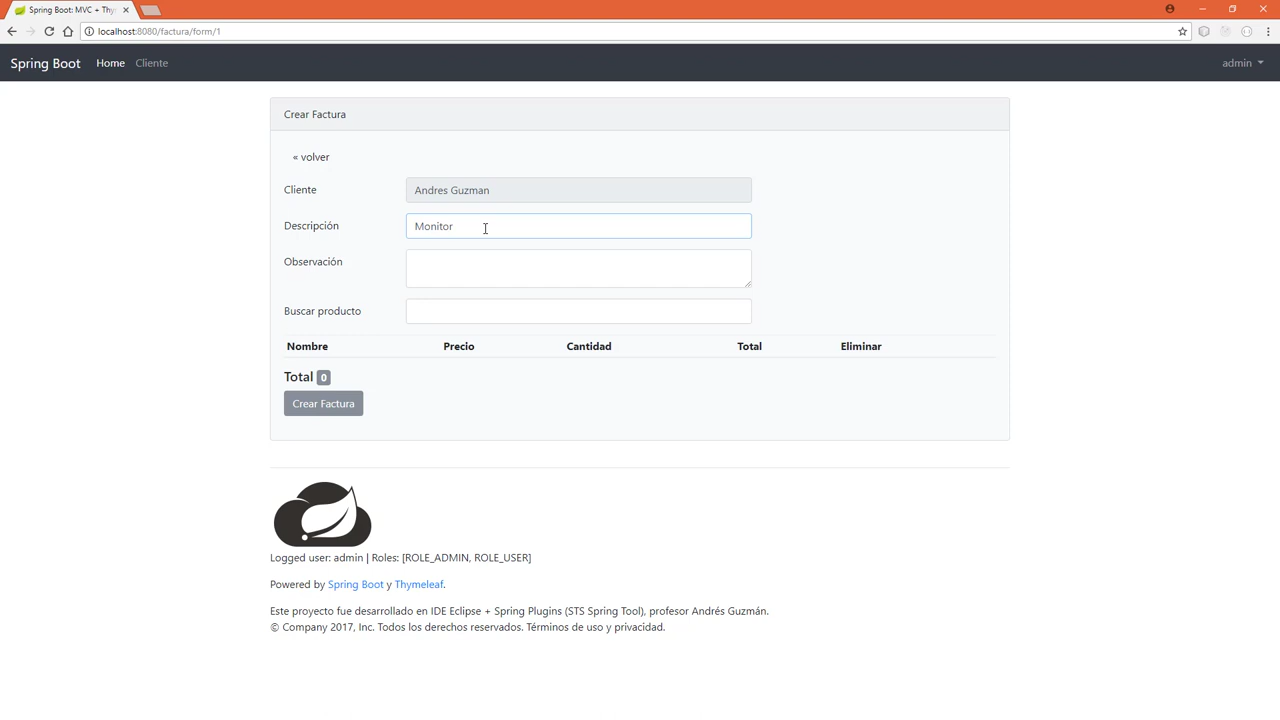 Spring Boot: MVC + Thy
localhost:8080/factura/form/1
Spring Boot Home Cliente admin
Crear Factura
« volver
Cliente Andres Guzman
Descripción Monitor
Observación
Buscar producto
Nombre Precio Cantidad Total Eliminar
Total 0
Crear Factura
Logged user: admin | Roles: [ROLE_ADMIN, ROLE_USER]
Powered by Spring Boot y Thymeleaf.
Este proyecto fue desarrollado en IDE Eclipse + Spring Plugins (STS Spring Tool), profesor Andrés Guzmán.
© Company 2017, Inc. Todos los derechos reservados. Términos de uso y privacidad.